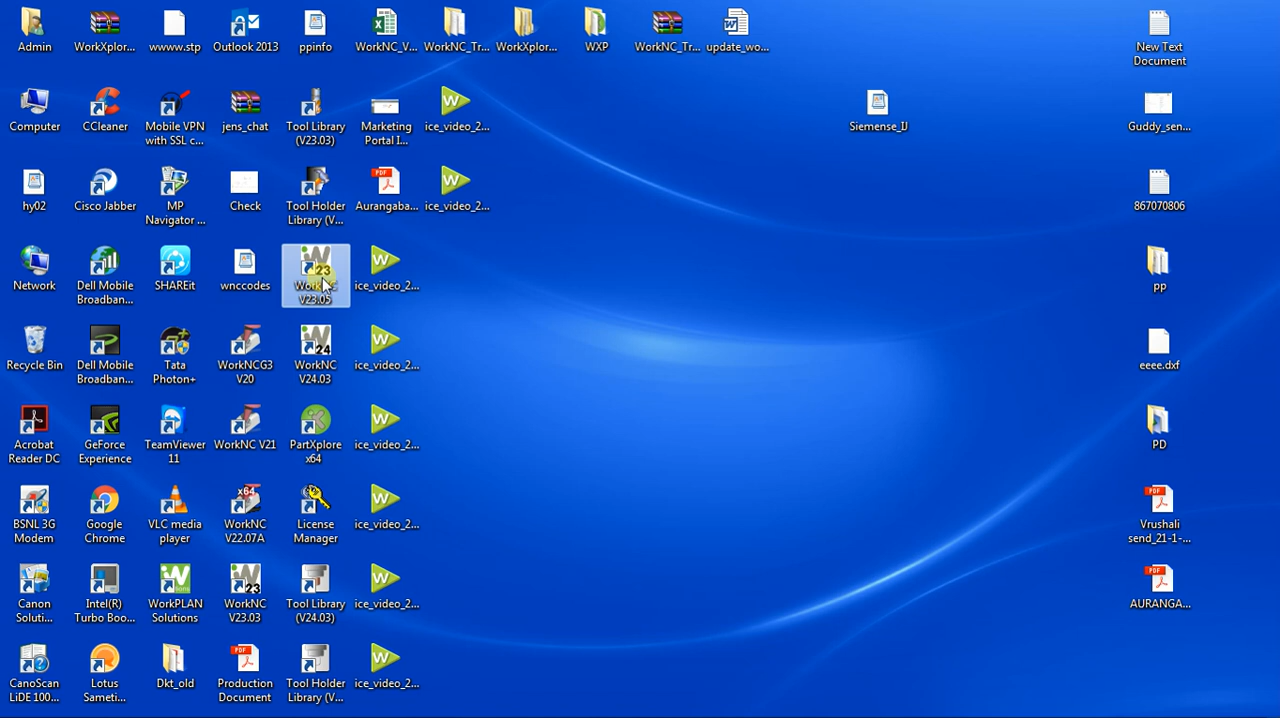 Admin
WorkXplor...
wwww.stp
Outlook 2013
ppinfo
WorkNC_V...
WorkNC_Tr...
WorkXplor...
WXP
WorkNC_Tr...
update_wo...
New Text
Document
Computer
CCleaner
Mobile VPN
with SSL c...
jens_chat
Tool Library
(V23.03)
Marketing
Portal I...
ice_video_2...
Siemense_IJ
Guddy_sen...
hy02
Cisco Jabber
MP
Navigator ...
Check
Tool Holder
Library (V...
Aurangaba...
ice_video_2...
867070806
Network
Dell Mobile
Broadban...
SHAREit
wnccodes
V23.05
ice_video_2...
pp
Recycle Bin
Dell Mobile
Broadban...
Tata
Photon+
WorkNCG3
V20
WorkNC
V24.03
ice_video_2...
eeee.dxf
Acrobat
Reader DC
GeForce
Experience
TeamViewer
11
WorkNC V21
PartXplore
x64
ice_video_2...
PD
BSNL 3G
Modem
Google
Chrome
VLC media
player
WorkNC
V22.07A
License
Manager
ice_video_2...
Vrushali
send_21-1-...
Canon
Soluti...
Intel(R)
Turbo Boo...
WorkPLAN
Solutions
WorkNC
V23.03
Tool Library
(V24.03)
ice_video_2...
AURANGA...
CanoScan
LiDE 100...
Lotus
Sameti...
Dkt_old
Production
Document
Tool Holder
Library (V...
ice_video_2...